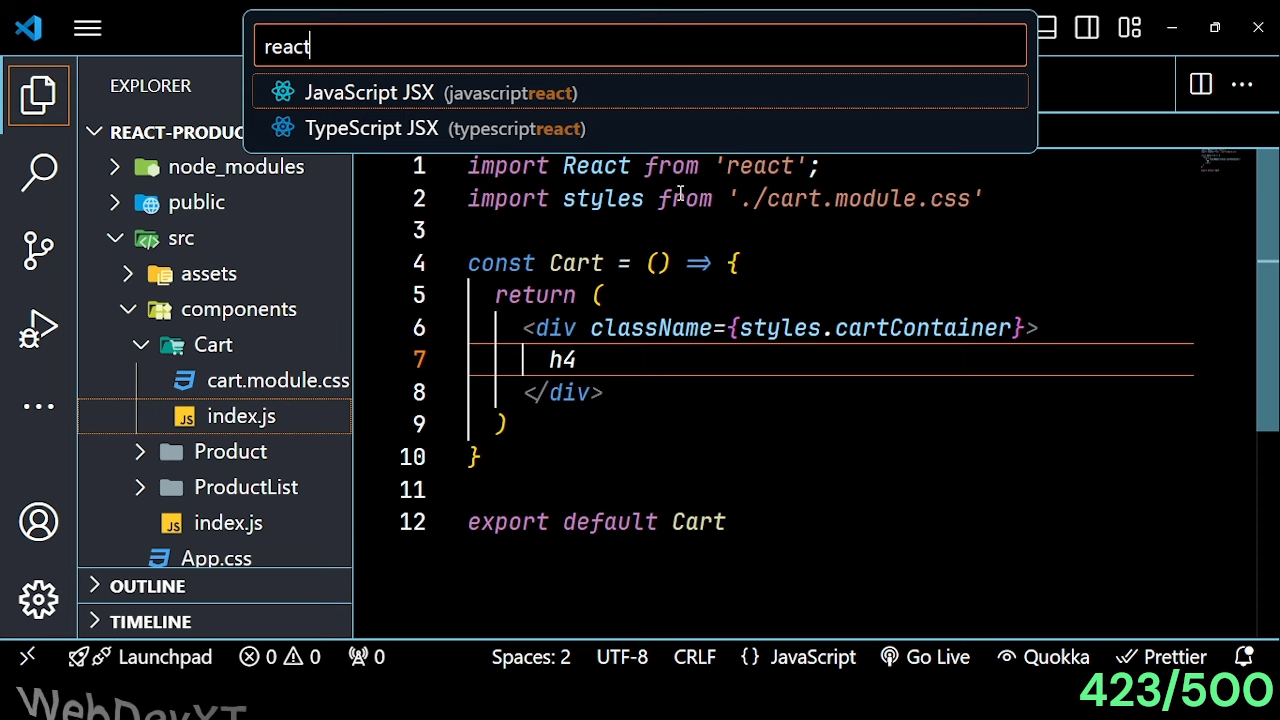 react
JavaScript JSX (javascriptreact)
TypeScript JSX (typescriptreact)
EXPLORER
REACT-PRODUC
node_modules
public
src
assets
components
Cart
cart.module.css
index.js
Product
ProductList
index.js
App.css
OUTLINE
TIMELINE
1 import React from 'react';
2 import styles from './cart.module.css'
3
4 const Cart = () => {
5 return (
6 <div className={styles.cartContainer}>
7 h4
8 </div>
9 )
10 }
11
12 export default Cart
Launchpad 0 0 0 Spaces: 2 UTF-8 CRLF {} JavaScript Go Live Quokka Prettier
423/500
WebDevXT